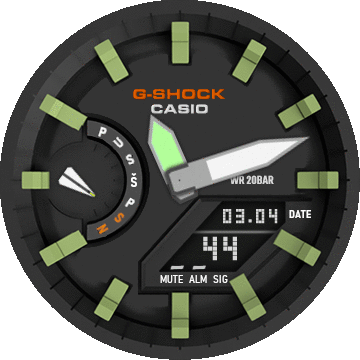 G-SHOCK
CASIO
P U S Š P S N
WR 20BAR
03.04 DATE
44
MUTE ALM SIG